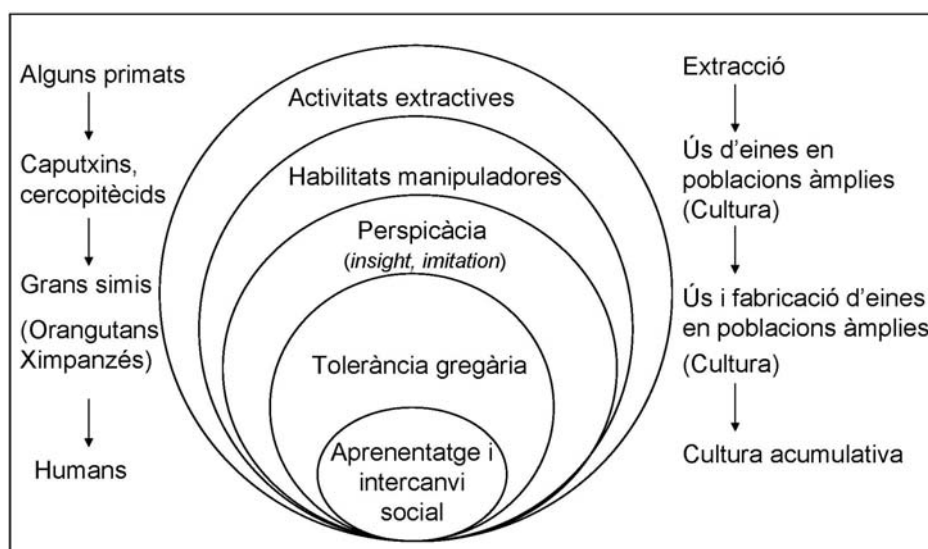 Alguns primats
Caputxins,
cercopitècids
Grans simis
(Orangutans
Ximpanzés)
Humans
Activitats extractives
Habilitats manipuladores
Perspicàcia
(insight, imitation)
Tolerància gregària
Aprenentatge i
intercanvi
social
Extracció
Ús d'eines en
poblacions àmplies
(Cultura)
Ús i fabricació d'eines
en poblacions àmplies
(Cultura)
Cultura acumulativa